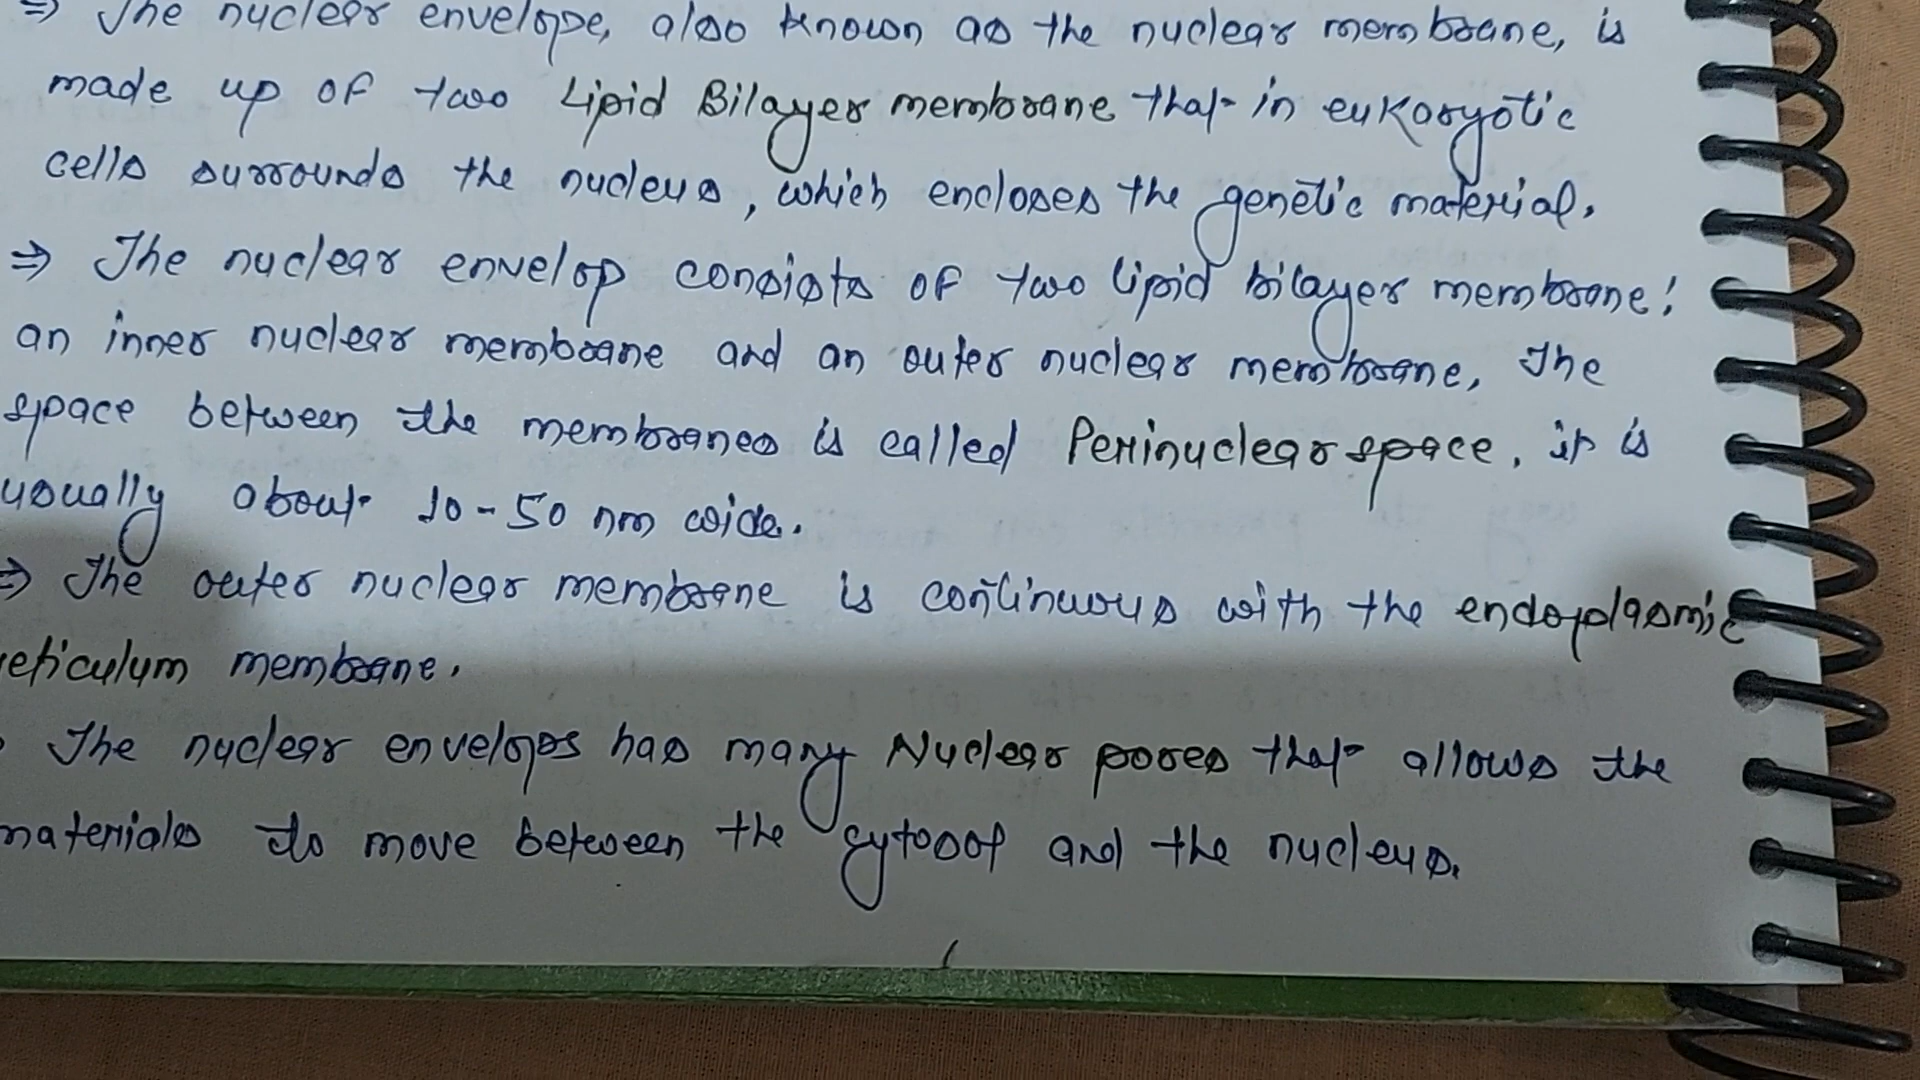 ⇒ The nuclear envelope, also known as the nuclear membrane, is
made up of two Lipid Bilayer membrane that in eukaryotic
cells surrounds the nucleus, which encloses the genetic material.
⇒ The nuclear envelop consists of two lipid bilayer membrane:
an inner nuclear membrane and an outer nuclear membrane, The
space between the membranes is called Perinuclear space, it is
usually about 10-50 nm wide.
⇒ The outer nuclear membrane is continuous with the endoplasmic
reticulum membrane.
The nuclear envelops has many Nuclear pores that allows the
materials to move between the and the nucleus.